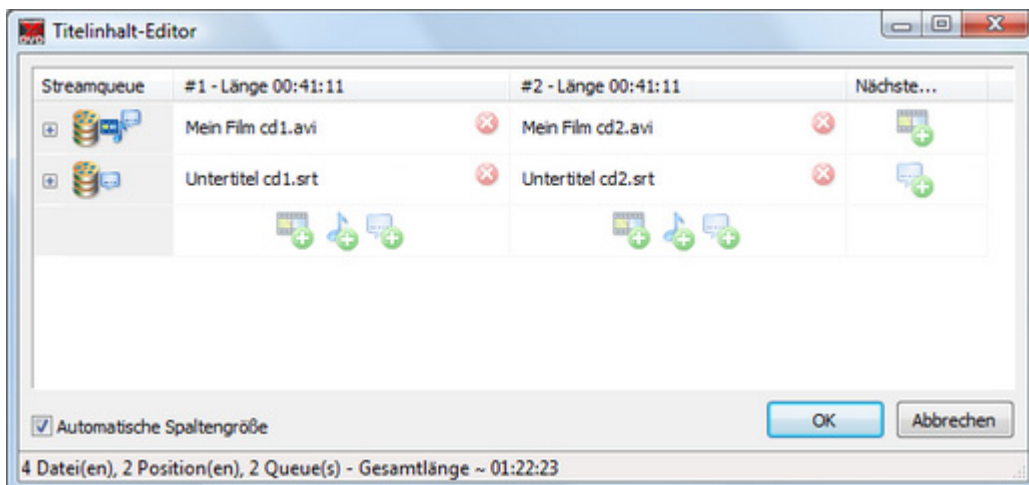 Titelinhalt-Editor
Streamqueue #1 - Länge 00:41:11 #2 - Länge 00:41:11 Nächste...
Mein Film cd1.avi Mein Film cd2.avi
Untertitel cd1.srt Untertitel cd2.srt
Automatische Spaltengröße OK Abbrechen
4 Datei(en), 2 Position(en), 2 Queue(s) - Gesamtlänge ~ 01:22:23